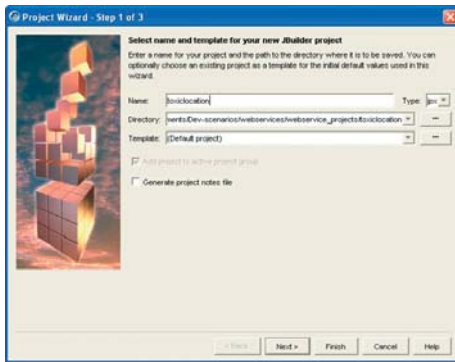 Project Wizard - Step 1 of 3
Select name and template for your new JBuilder project
Enter a name for your project and the path to the directory where it is to be saved. You can
optionally choose an existing project as a template for the initial default values used in this
wizard.
Name: toxiclocation Type: jpx
Directory: ments/Dev-scenarios/webservices/webservice_projects/toxiclocation ...
Template: (Default project) ...
Add project to active project group
Generate project notes file
< Back Next > Finish Cancel Help